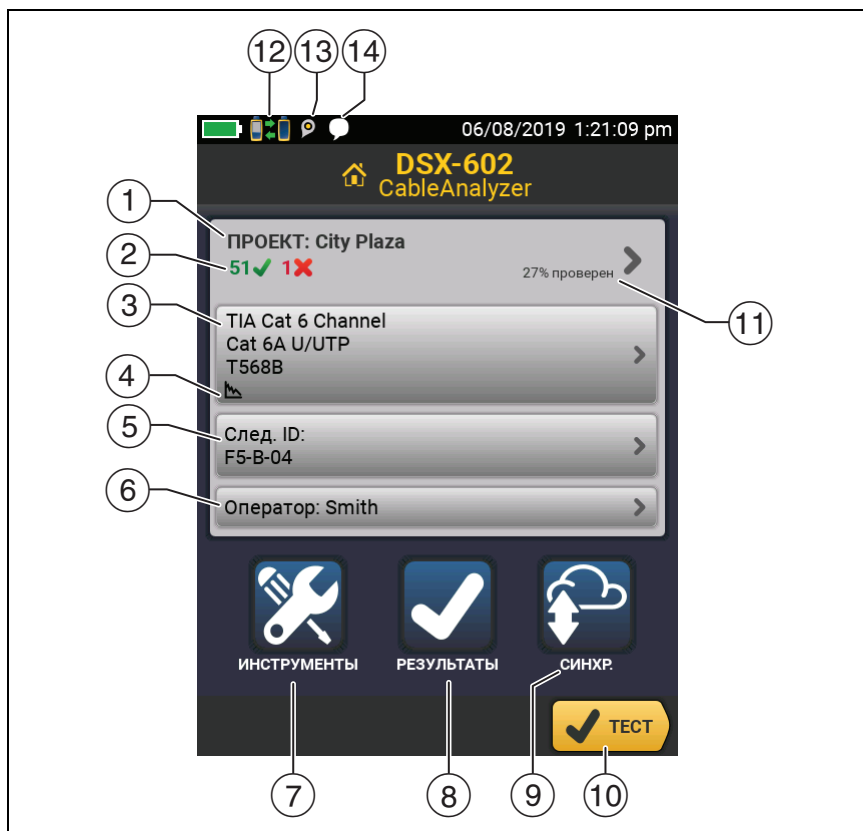 12 13 14
06/08/2019 1:21:09 pm
DSX-602
CableAnalyzer
1
ПРОЕКТ: City Plaza
2
51 1
27% проверен
3
TIA Cat 6 Channel
11
Cat 6A U/UTP
T568B
4
5
След. ID:
F5-B-04
6
Оператор: Smith
ИНСТРУМЕНТЫ РЕЗУЛЬТАТЫ СИНХР.
ТЕСТ
7 8 9 10